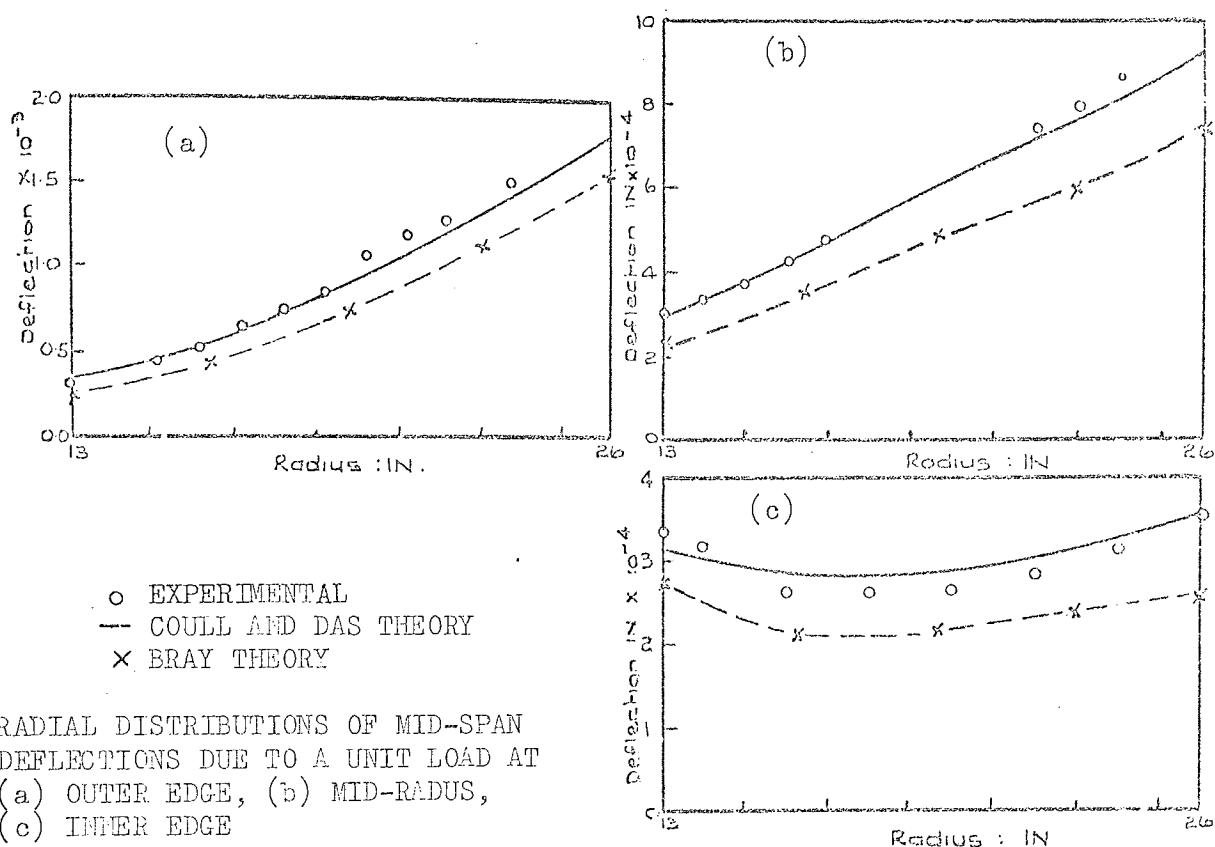 (a)
2.0
1.5
1.0
0.5
0.0
Deflection × 10⁻³
13
26
Radius : IN.
(b)
10
8
6
4
2
0
Deflection IN×10⁻⁴
13
26
Radius : IN
(c)
4
3
2
1
Deflection IN × 10⁻⁴
13
26
Radius : IN
o EXPERIMENTAL
— COULL AND DAS THEORY
× BRAY THEORY
RADIAL DISTRIBUTIONS OF MID-SPAN
DEFLECTIONS DUE TO A UNIT LOAD AT
(a) OUTER EDGE, (b) MID-RADUS,
(c) INNER EDGE